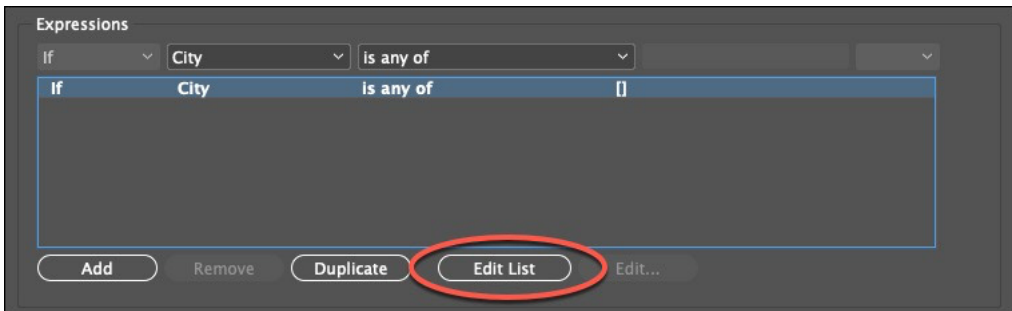 Expressions
If City is any of
If City is any of []
Add Remove Duplicate Edit List Edit...